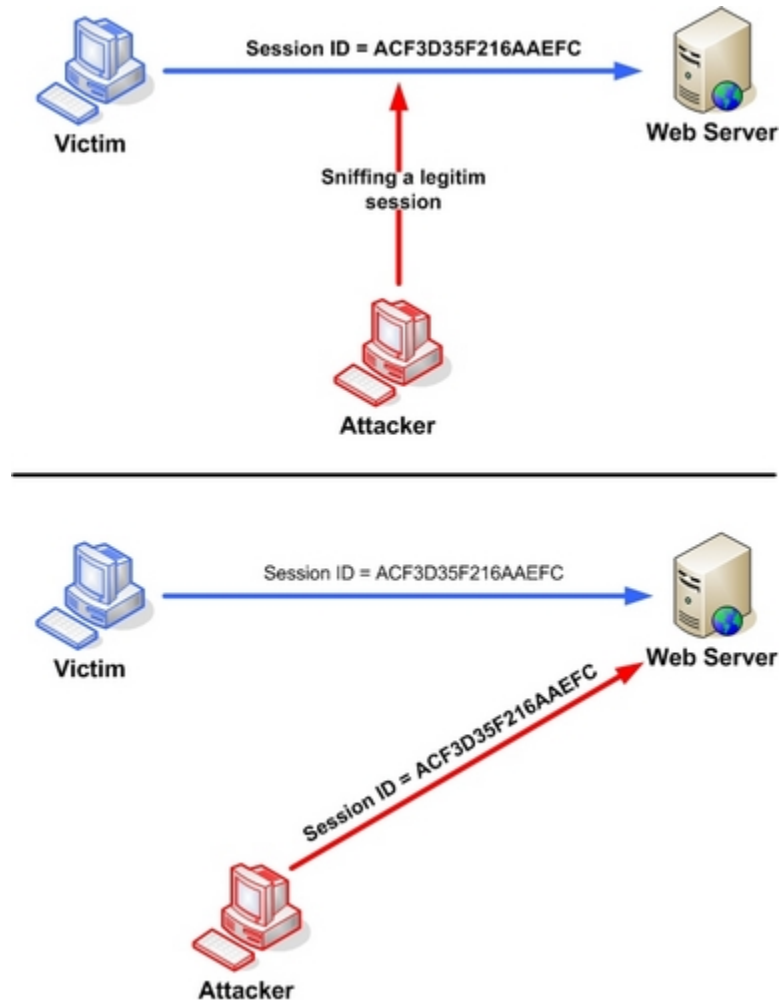 Session ID = ACF3D35F216AAEFC
Victim
Web Server
Sniffing a legitim
session
Attacker
Session ID = ACF3D35F216AAEFC
Victim
Web Server
Session ID = ACF3D35F216AAEFC
Attacker